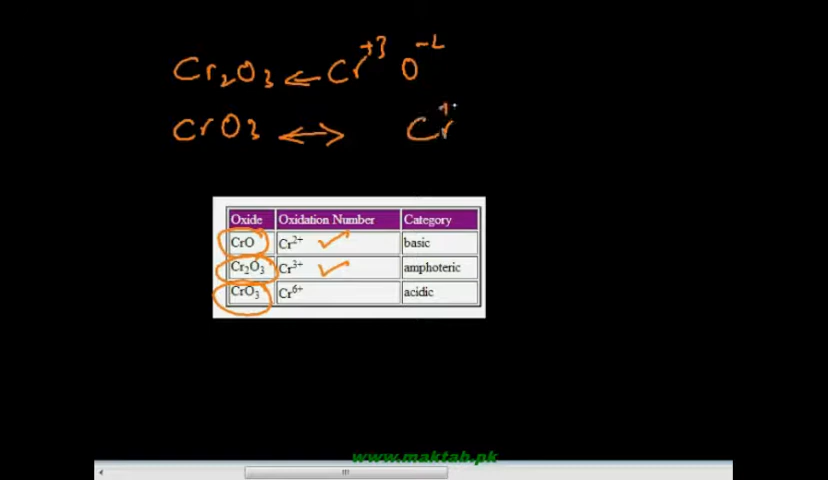 Cr₂O₃ ← Cr⁺³ O⁻²
CrO₃ ↔ Cr⁺
Oxide Oxidation Number Category
CrO Cr²⁺ ✓ basic
Cr₂O₃ Cr³⁺ ✓ amphoteric
CrO₃ Cr⁶⁺ acidic
www.maktab.pk